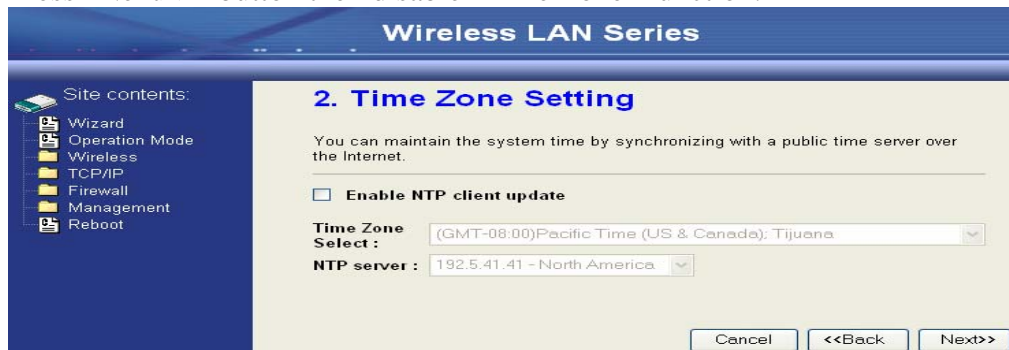 Wireless LAN Series
Site contents:
Wizard
Operation Mode
Wireless
TCP/IP
Firewall
Management
Reboot
2. Time Zone Setting
You can maintain the system time by synchronizing with a public time server over
the Internet.
Enable NTP client update
Time Zone
Select :
(GMT-08:00)Pacific Time (US & Canada); Tijuana
NTP server :
192.5.41.41 - North America
Cancel
<<Back
Next>>